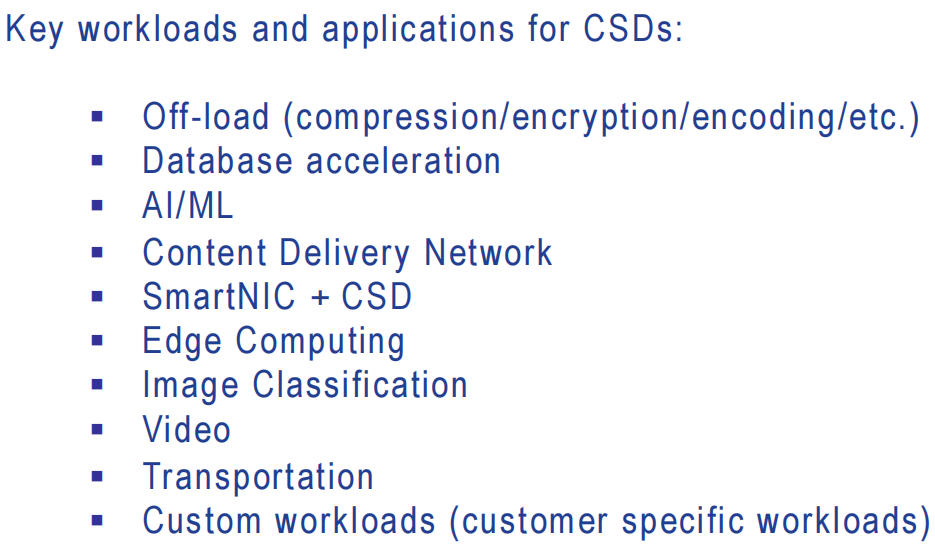 Key workloads and applications for CSDs:
▪ Off-load (compression/encryption/encoding/etc.)
▪ Database acceleration
▪ AI/ML
▪ Content Delivery Network
▪ SmartNIC + CSD
▪ Edge Computing
▪ Image Classification
▪ Video
▪ Transportation
▪ Custom workloads (customer specific workloads)